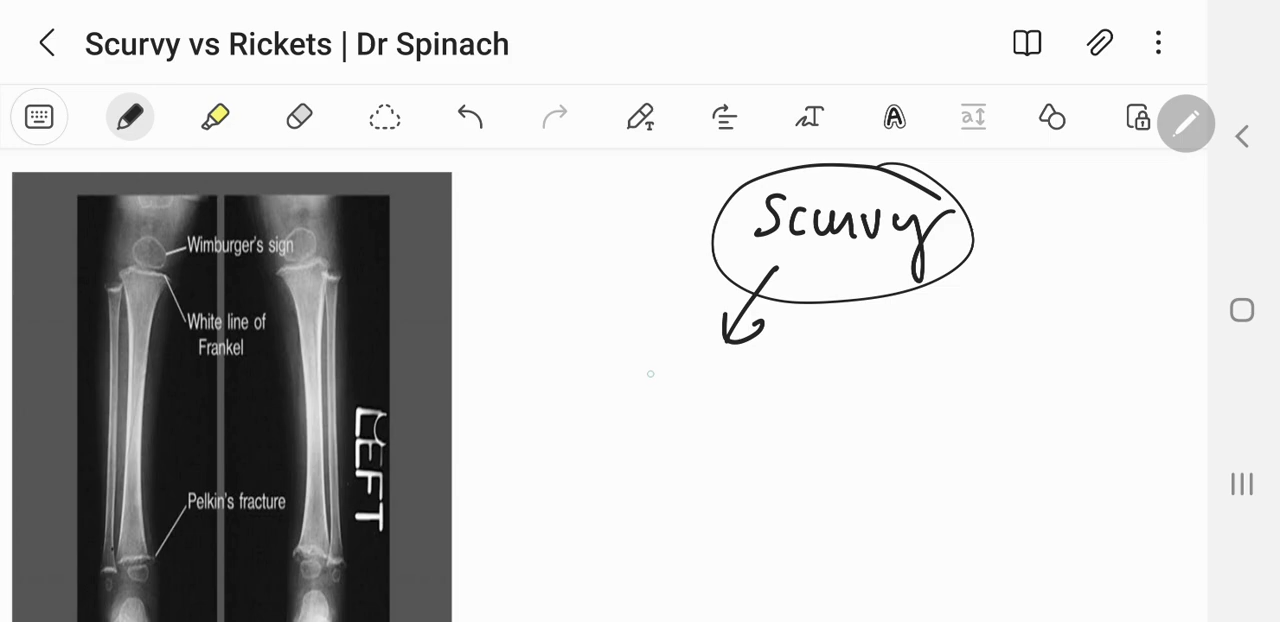 Scurvy vs Rickets | Dr Spinach
T
T
A
a
Scurvy
Wimburger's sign
White line of
Frankel
LEFT
Pelkin's fracture